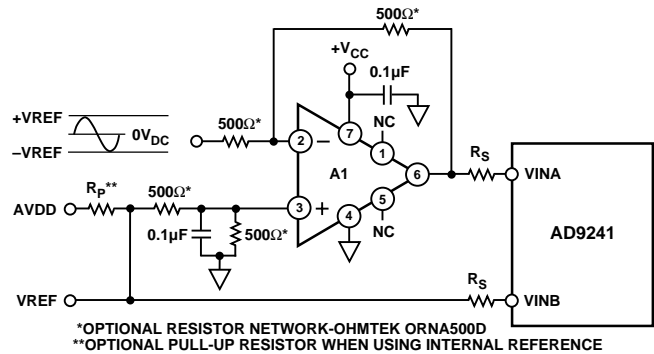 500Ω*
+VCC
0.1µF
+VREF
0VDC
–VREF
500Ω*
NC
2
–
7
1
A1
6
RS
VINA
RP**
AVDD
500Ω*
3
+
4
5
NC
0.1µF
500Ω*
AD9241
VREF
RS
VINB
*OPTIONAL RESISTOR NETWORK-OHMTEK ORNA500D
**OPTIONAL PULL-UP RESISTOR WHEN USING INTERNAL REFERENCE